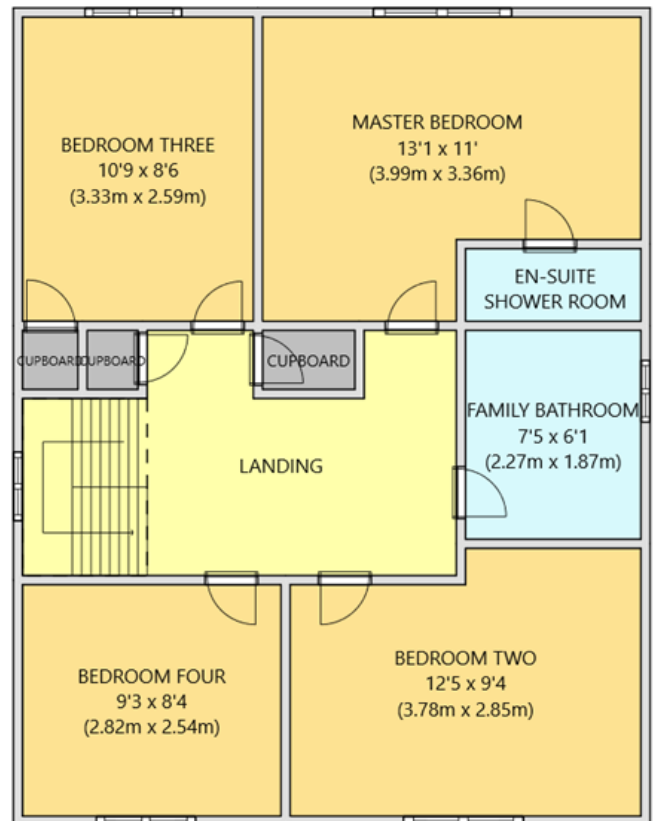 BEDROOM THREE
10'9 x 8'6
(3.33m x 2.59m)
MASTER BEDROOM
13'1 x 11'
(3.99m x 3.36m)
EN-SUITE
SHOWER ROOM
CUPBOARD
CUPBOARD
CUPBOARD
FAMILY BATHROOM
7'5 x 6'1
(2.27m x 1.87m)
LANDING
BEDROOM FOUR
9'3 x 8'4
(2.82m x 2.54m)
BEDROOM TWO
12'5 x 9'4
(3.78m x 2.85m)